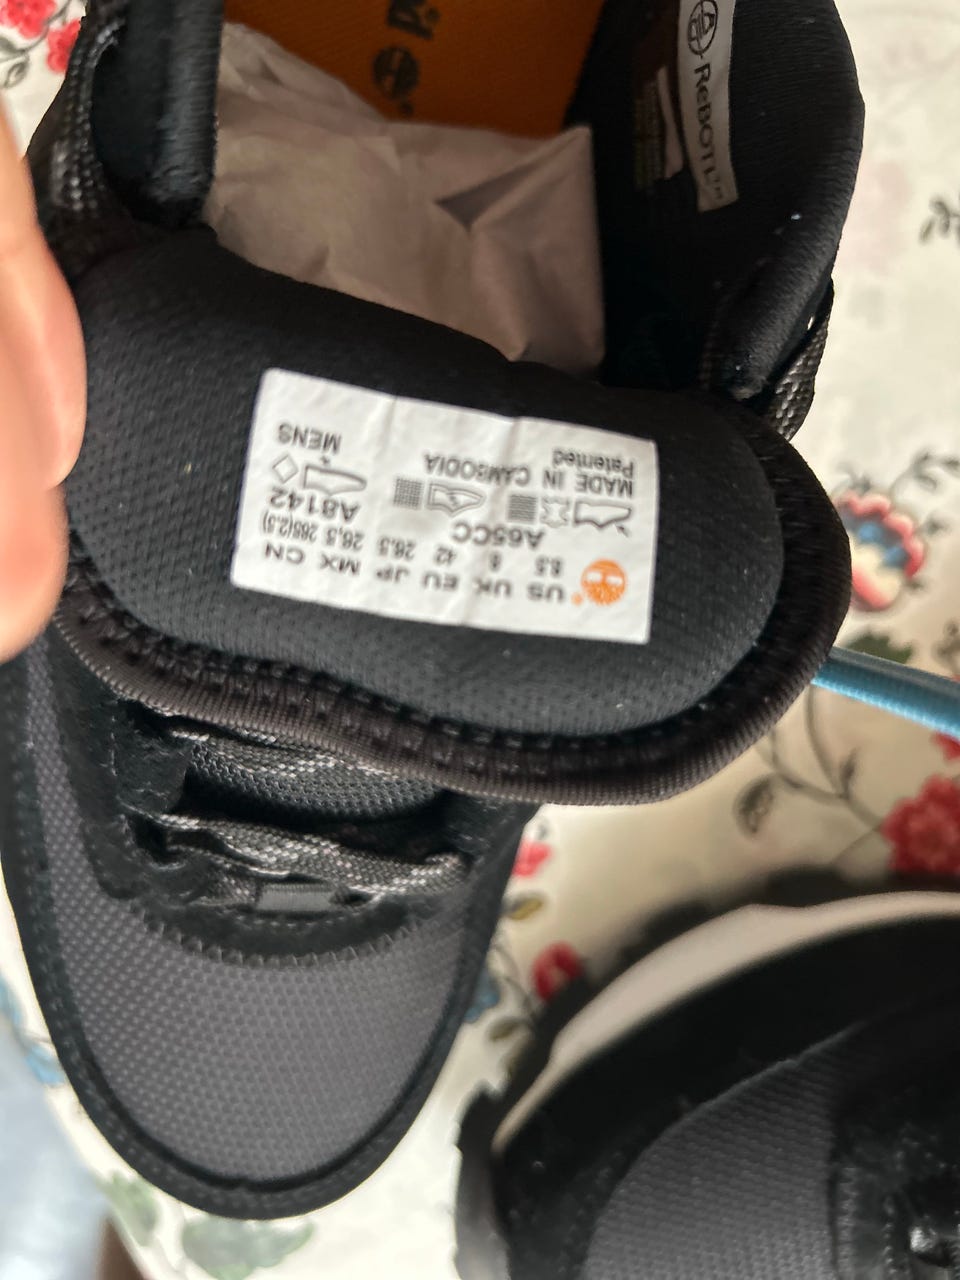 US UK EU JP MX CN
8.5 8 42 26.5 26.5 265(2.5)
A65CC A8142
MADE IN CAMBODIA
Patented
MENS
ReBOTL™